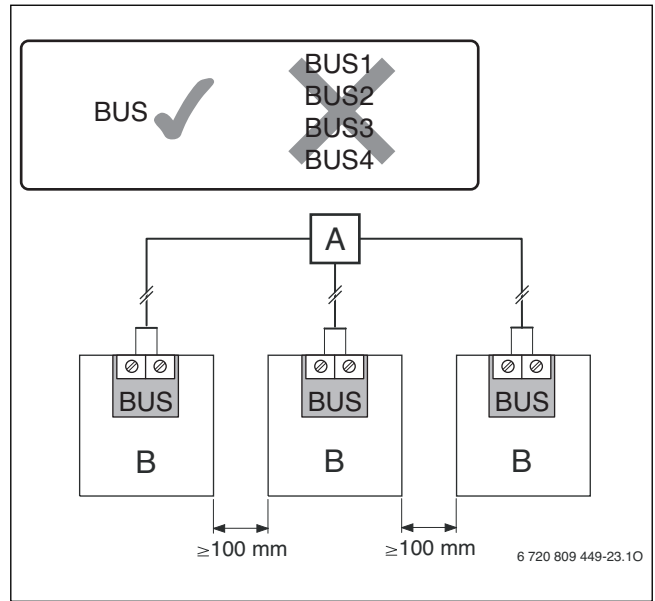 BUS
BUS1
BUS2
BUS3
BUS4
A
BUS BUS BUS
B B B
≥100 mm ≥100 mm
6 720 809 449-23.1O